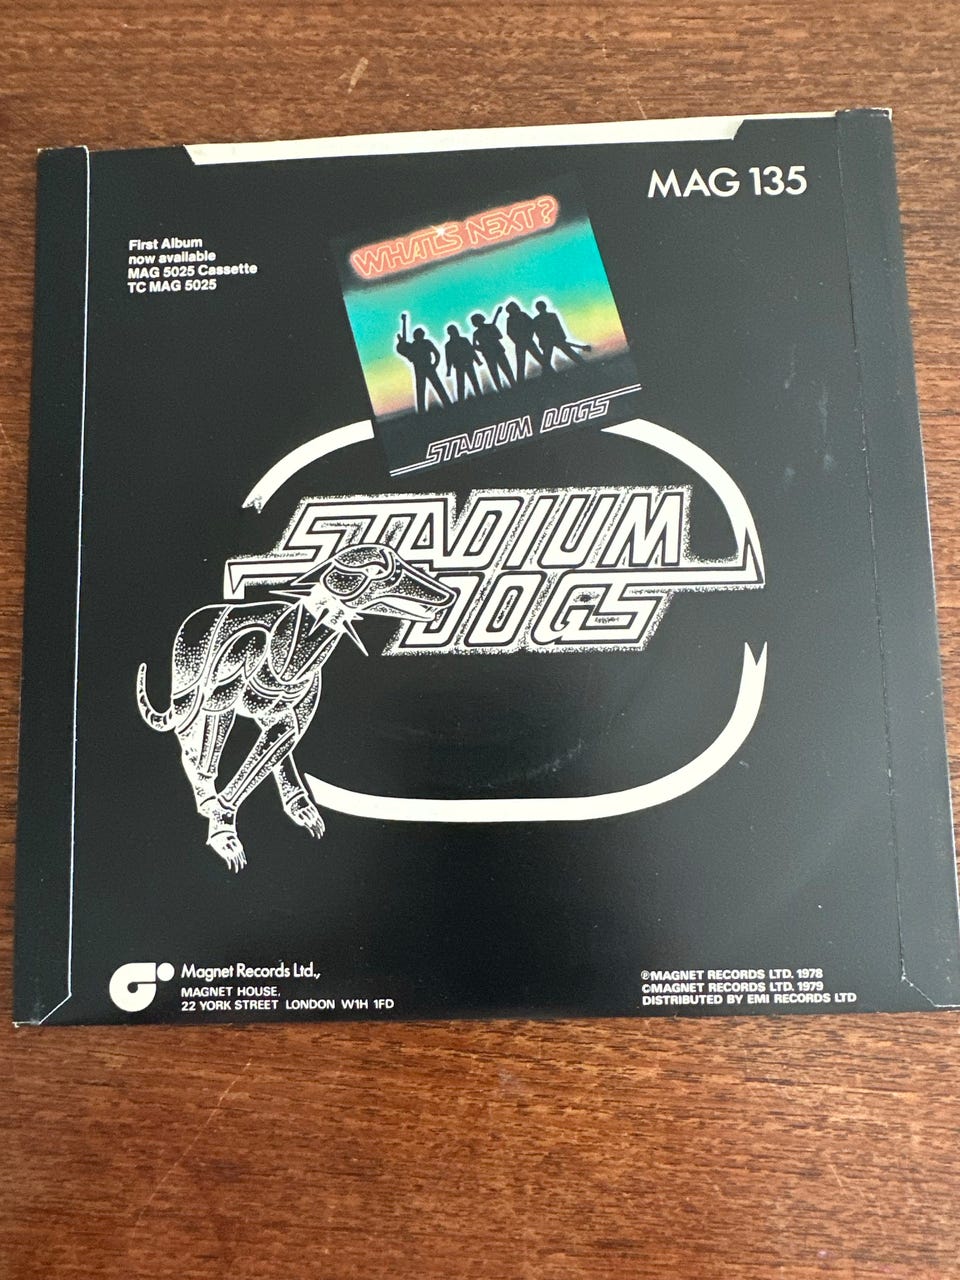 MAG 135
First Album
now available
MAG 5025 Cassette
TC MAG 5025
WHAT'S NEXT?
STADIUM DOGS
STADIUM
DOGS
Magnet Records Ltd.,
MAGNET HOUSE,
22 YORK STREET LONDON W1H 1FD
℗MAGNET RECORDS LTD. 1978
©MAGNET RECORDS LTD. 1979
DISTRIBUTED BY EMI RECORDS LTD